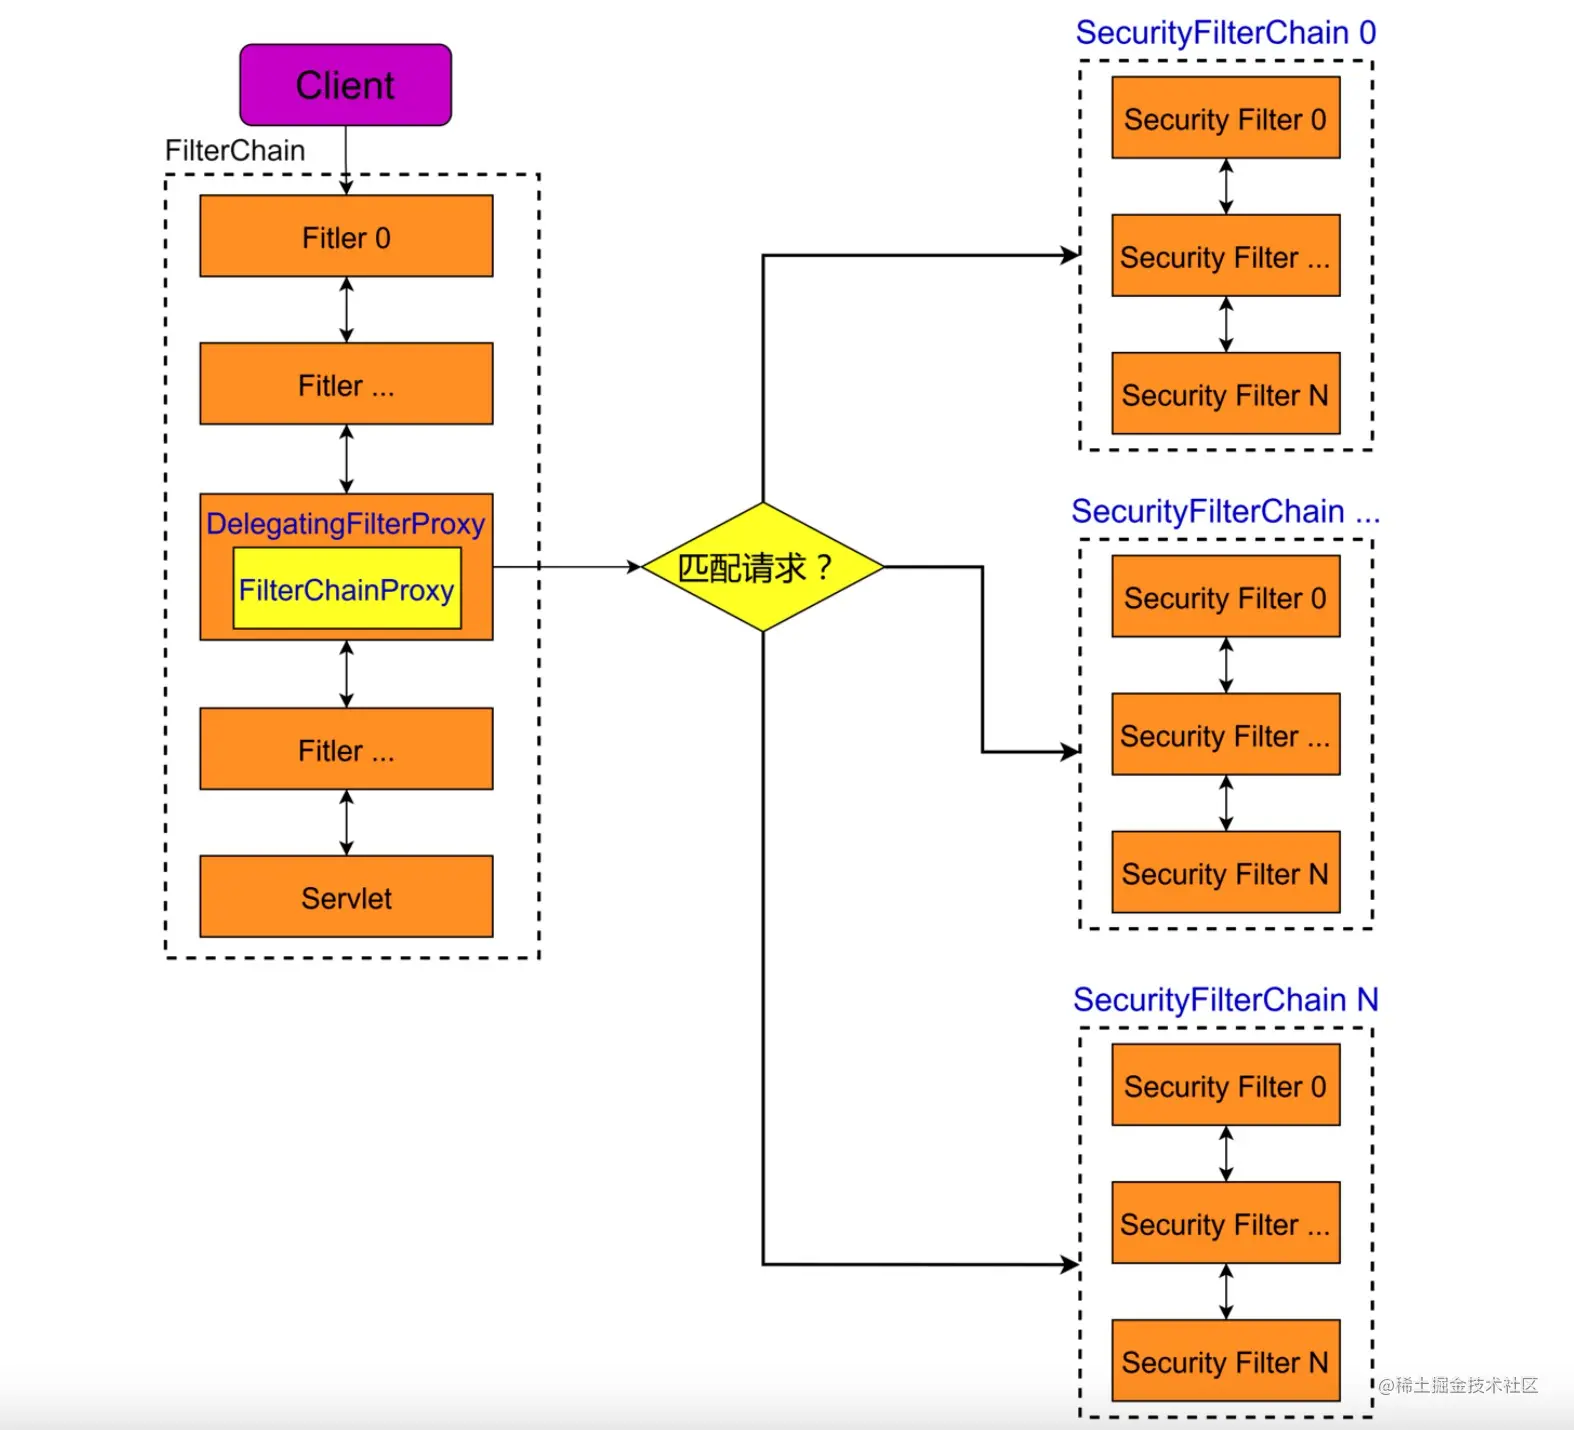 Client
FilterChain
Fitler 0
Fitler ...
DelegatingFilterProxy
FilterChainProxy
Fitler ...
Servlet
匹配请求？
SecurityFilterChain 0
Security Filter 0
Security Filter ...
Security Filter N
SecurityFilterChain ...
Security Filter 0
Security Filter ...
Security Filter N
SecurityFilterChain N
Security Filter 0
Security Filter ...
Security Filter N
@稀土掘金技术社区